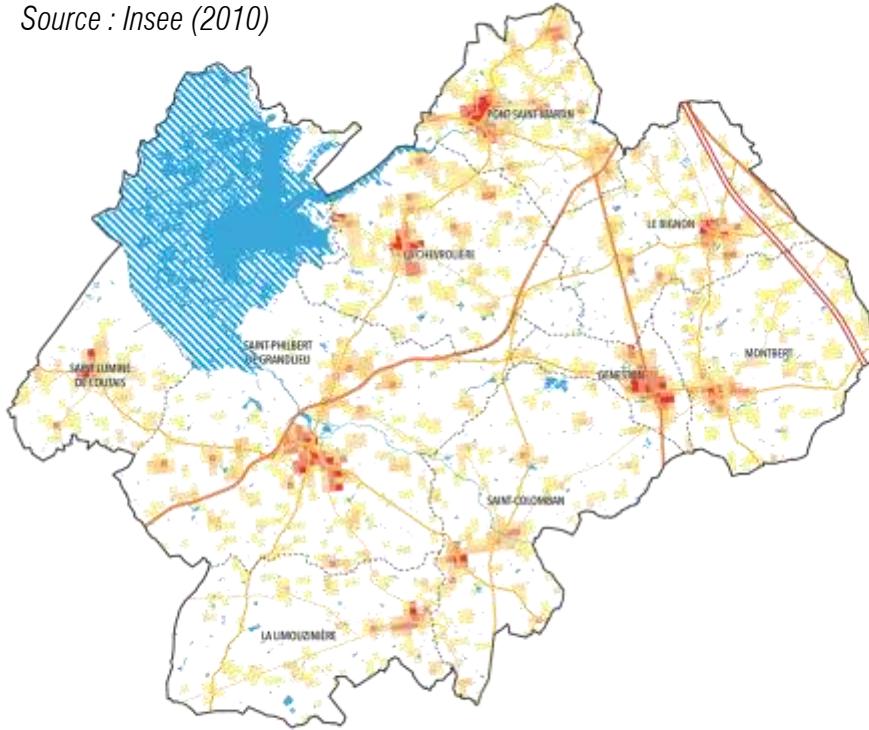 Source : Insee (2010)
PONT-SAINT-MARTIN
LE BIGNON
LA CHEVROLIÈRE
SAINT-PHILBERT
DE GRANDLIEU
MONTBERT
SAINT-LUMINE
DE COUTAIS
GENESTON
SAINT-COLOMBAN
LA LIMOUZINIÈRE